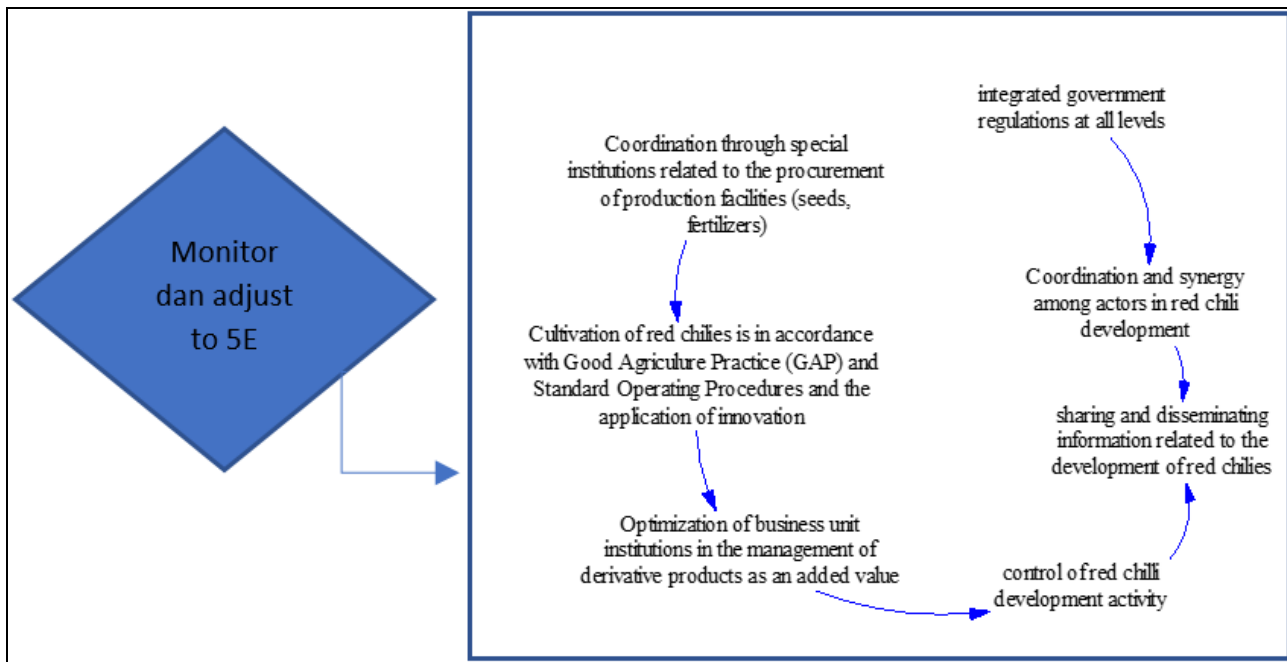 Monitor
dan adjust
to 5E
Coordination through special
institutions related to the procurement
of production facilities (seeds,
fertilizers)
Cultivation of red chilies is in accordance
with Good Agriculure Practice (GAP) and
Standard Operating Procedures and the
application of innovation
Optimization of business unit
institutions in the management of
derivative products as an added value
integrated government
regulations at all levels
Coordination and synergy
among actors in red chili
development
sharing and disseminating
information related to the
development of red chilies
control of red chilli
development activity